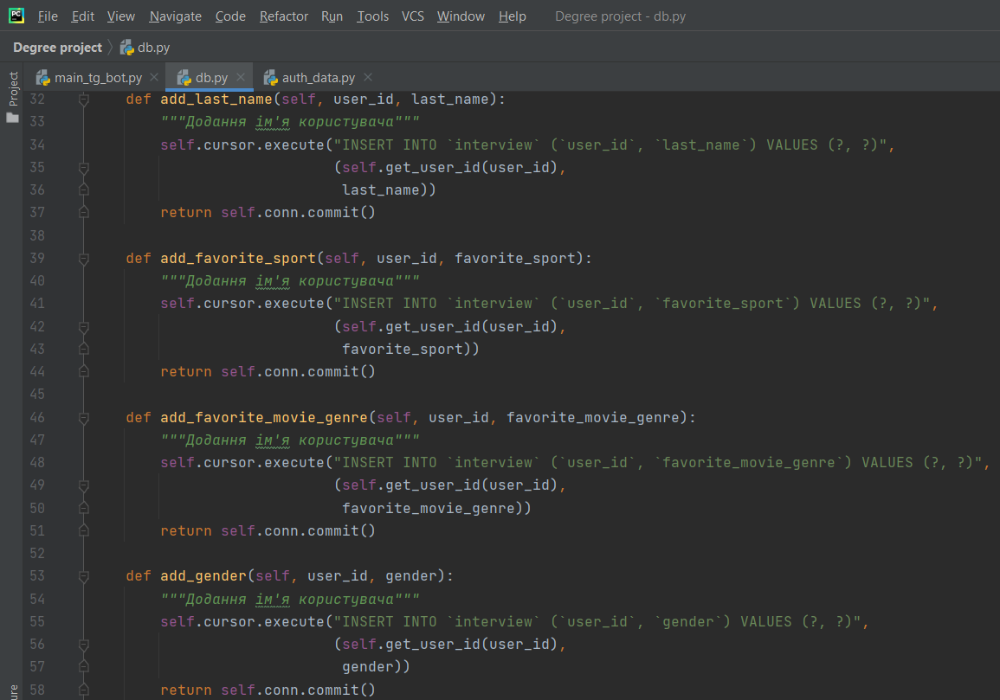 PC File Edit View Navigate Code Refactor Run Tools VCS Window Help Degree project - db.py
Degree project db.py
main_tg_bot.py db.py auth_data.py
Project
32 def add_last_name(self, user_id, last_name):
33 """Додання ім'я користувача"""
34 self.cursor.execute("INSERT INTO `interview` (`user_id`, `last_name`) VALUES (?, ?)",
35 (self.get_user_id(user_id),
36 last_name))
37 return self.conn.commit()
38
39 def add_favorite_sport(self, user_id, favorite_sport):
40 """Додання ім'я користувача"""
41 self.cursor.execute("INSERT INTO `interview` (`user_id`, `favorite_sport`) VALUES (?, ?)",
42 (self.get_user_id(user_id),
43 favorite_sport))
44 return self.conn.commit()
45
46 def add_favorite_movie_genre(self, user_id, favorite_movie_genre):
47 """Додання ім'я користувача"""
48 self.cursor.execute("INSERT INTO `interview` (`user_id`, `favorite_movie_genre`) VALUES (?, ?)",
49 (self.get_user_id(user_id),
50 favorite_movie_genre))
51 return self.conn.commit()
52
53 def add_gender(self, user_id, gender):
54 """Додання ім'я користувача"""
55 self.cursor.execute("INSERT INTO `interview` (`user_id`, `gender`) VALUES (?, ?)",
56 (self.get_user_id(user_id),
57 gender))
58 return self.conn.commit()